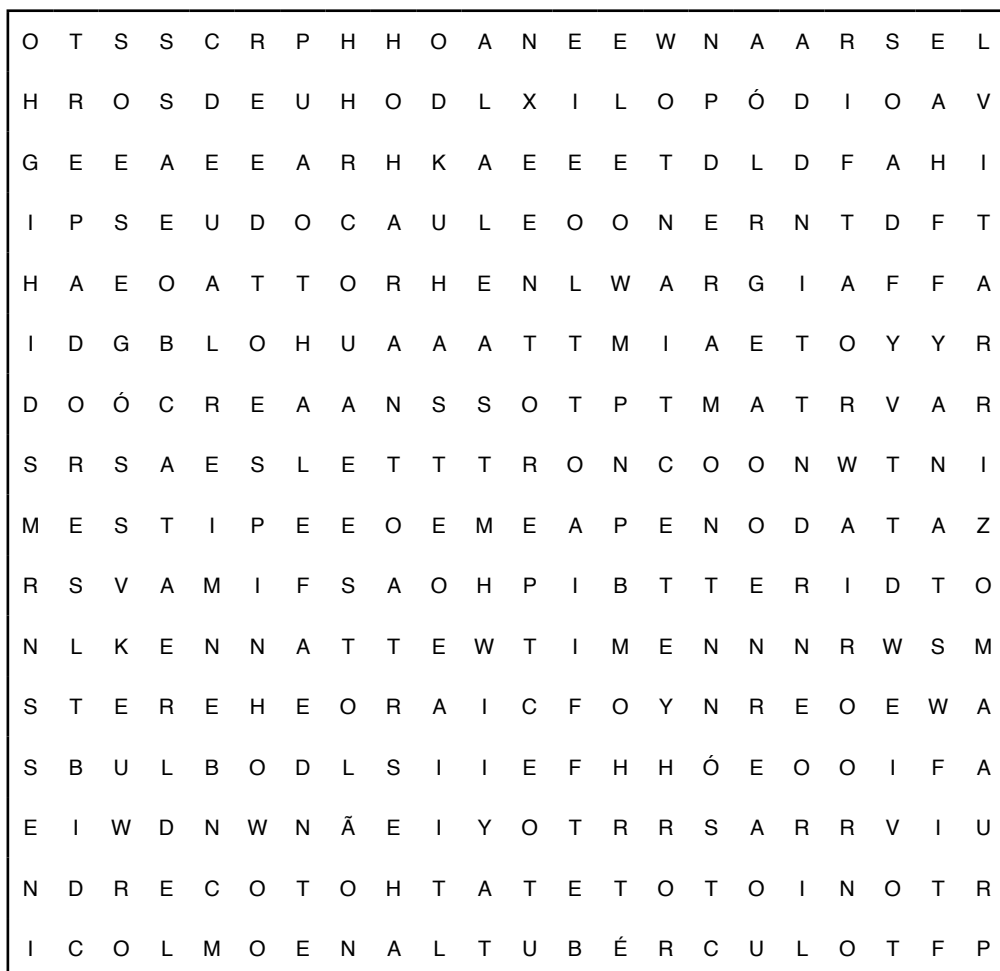 O T S S C R P H H O A N E E W N A A R S E L
H R O S D E U H O D L X I L O P Ó D I O A V
G E E A E E A R H K A E E E T D L D F A H I
I P S E U D O C A U L E O O N E R N T D F T
H A E O A T T O R H E N L W A R G I A F F A
I D G B L O H U A A A T T M I A E T O Y Y R
D O Ó C R E A A N S S O T P T M A T R V A R
S R S A E S L E T T T R O N C O O N W T N I
M E S T I P E E O E M E A P E N O D A T A Z
R S V A M I F S A O H P I B T T E R I D T O
N L K E N N A T T E W T I M E N N N R W S M
S T E R E H E O R A I C F O Y N R E O E W A
S B U L B O D L S I I E F H H Ó E O O I F A
E I W D N W N Ã E I Y O T R R S A R R V I U
N D R E C O T O H T A T E T O T O I N O T R
I C O L M O E N A L T U B É R C U L O T F P